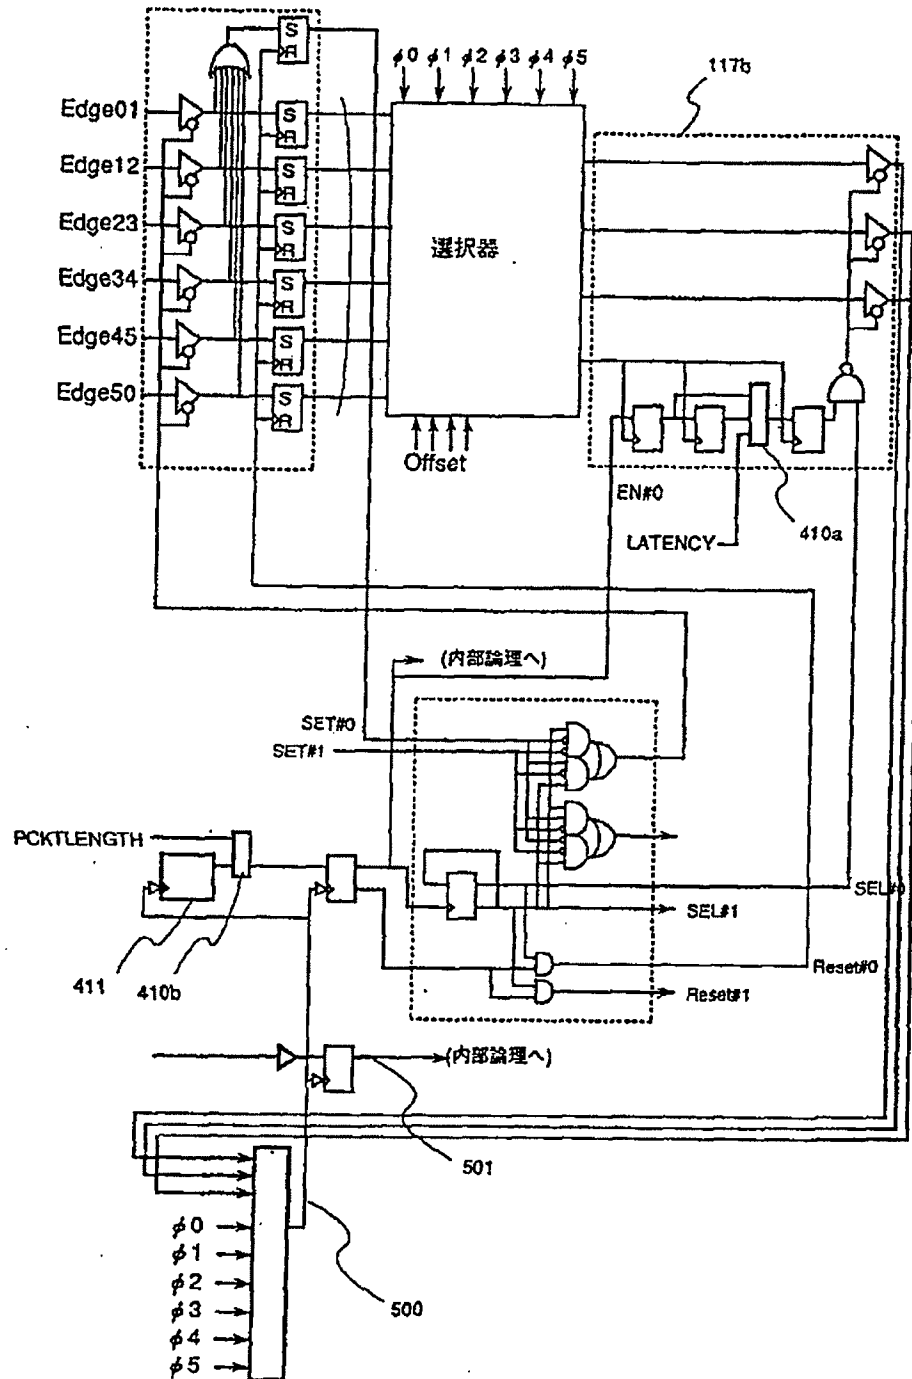 S
R
φ0 φ1 φ2 φ3 φ4 φ5
117b
Edge01
S
R
Edge12
S
R
Edge23
S
R
選択器
Edge34
S
R
Edge45
S
R
Edge50
S
R
Offset
EN#0
LATENCY
410a
(内部論理へ)
SET#0
SET#1
PCKTLENGTH
SEL#0
SEL#1
411
410b
Reset#0
Reset#1
(内部論理へ)
501
φ0
φ1
φ2
500
φ3
φ4
φ5